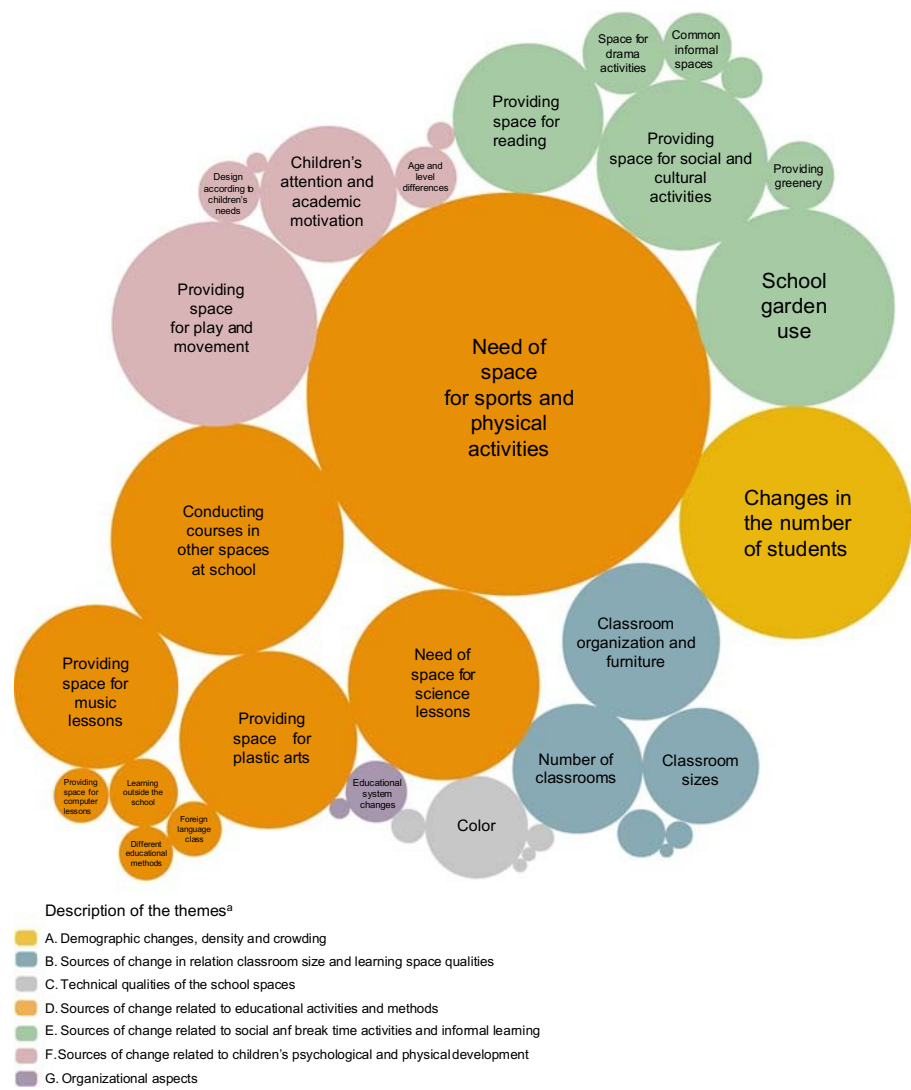 Space for
drama
activities
Common
informal
spaces
Providing
space for
reading
Providing
space for social and
cultural
activities
Providing
greenery
Children's
attention and
academic
motivation
Age and
level
differences
Design
according to
children's
needs
Providing
space
for play and
movement
Need of
space
for sports and
physical
activities
School
garden
use
Changes in
the number
of students
Conducting
courses in
other spaces
at school
Classroom
organization and
furniture
Providing
space for
music
lessons
Need of
space for
science
lessons
Providing
space for
plastic arts
Number of
classrooms
Classroom
sizes
Providing
space for
computer
lessons
Learning
outside the
school
Educational
system
changes
Foreign
language
class
Different
educational
methods
Color
Description of the themesᵃ
A. Demographic changes, density and crowding
B. Sources of change in relation classroom size and learning space qualities
C. Technical qualities of the school spaces
D. Sources of change related to educational activities and methods
E. Sources of change related to social anf break time activities and informal learning
F. Sources of change related to children's psychological and physical development
G. Organizational aspects